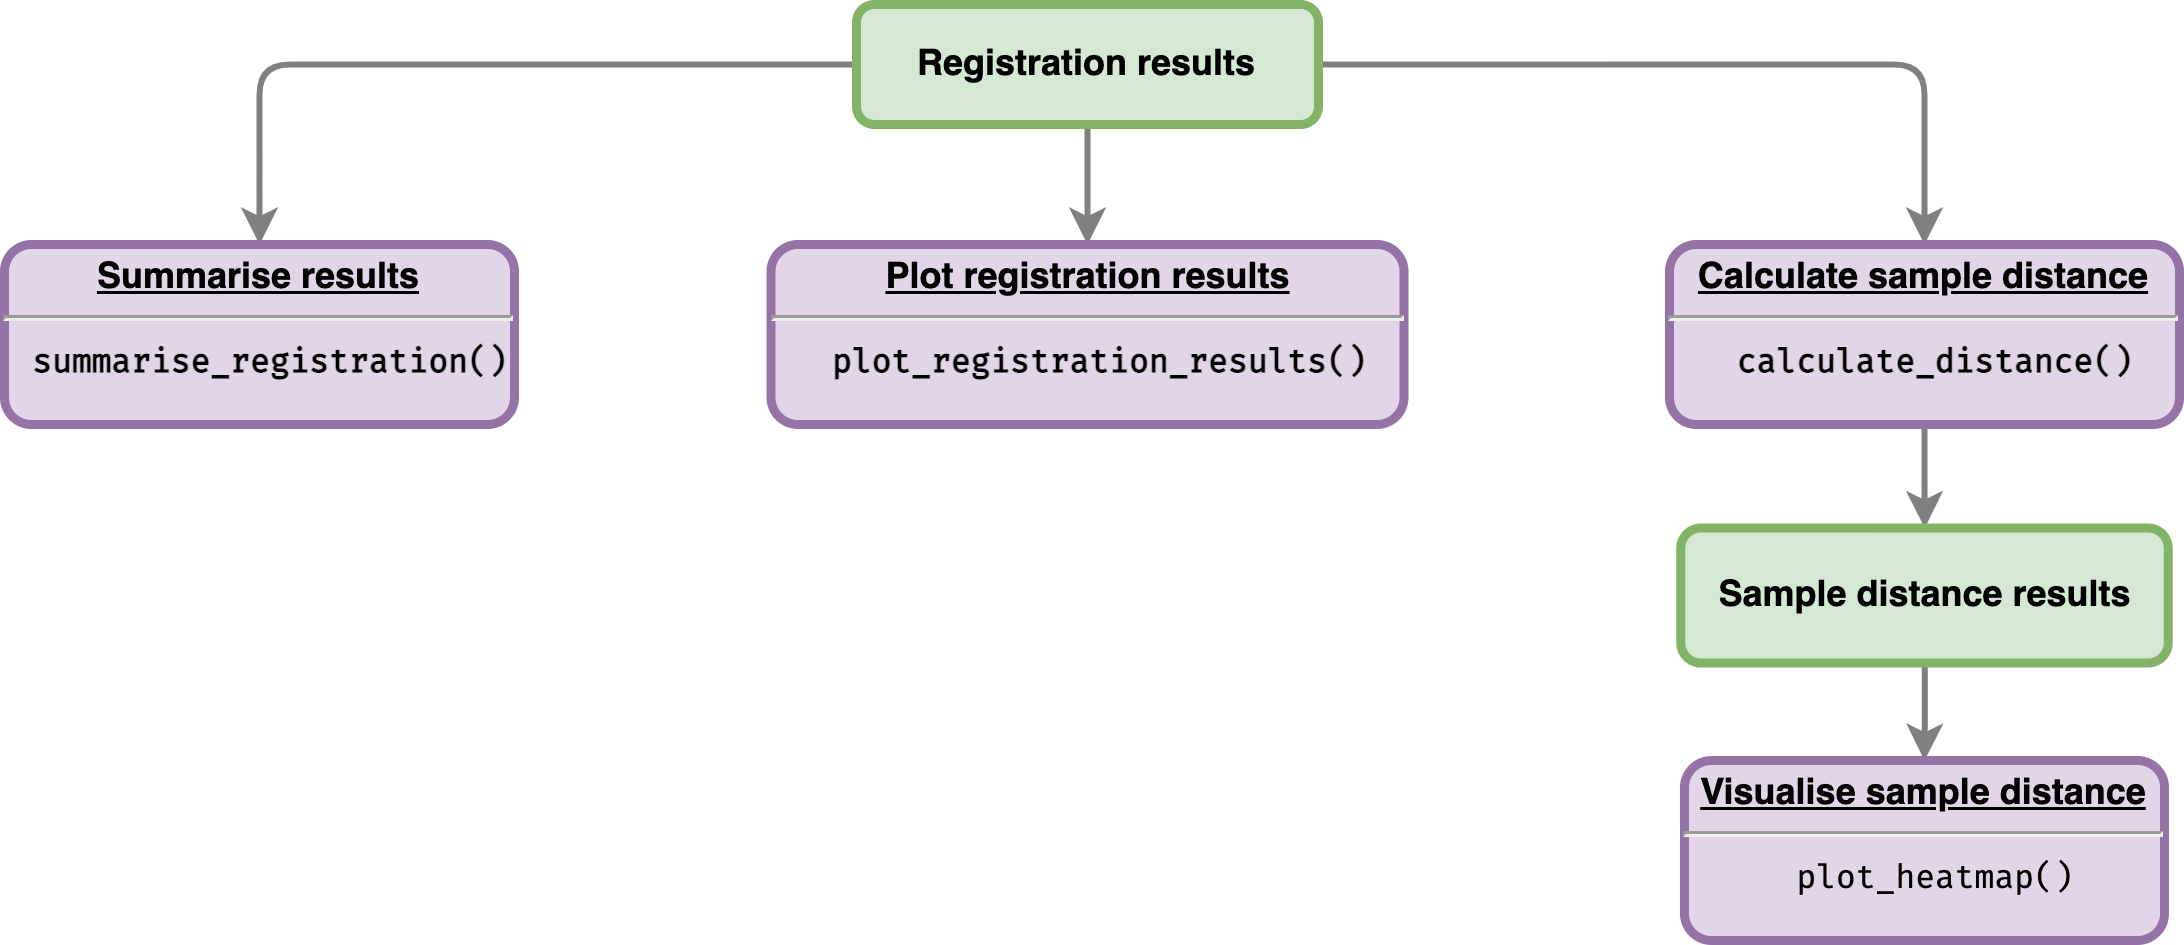 Registration results
Summarise results
summarise_registration()
Plot registration results
plot_registration_results()
Calculate sample distance
calculate_distance()
Sample distance results
Visualise sample distance
plot_heatmap()